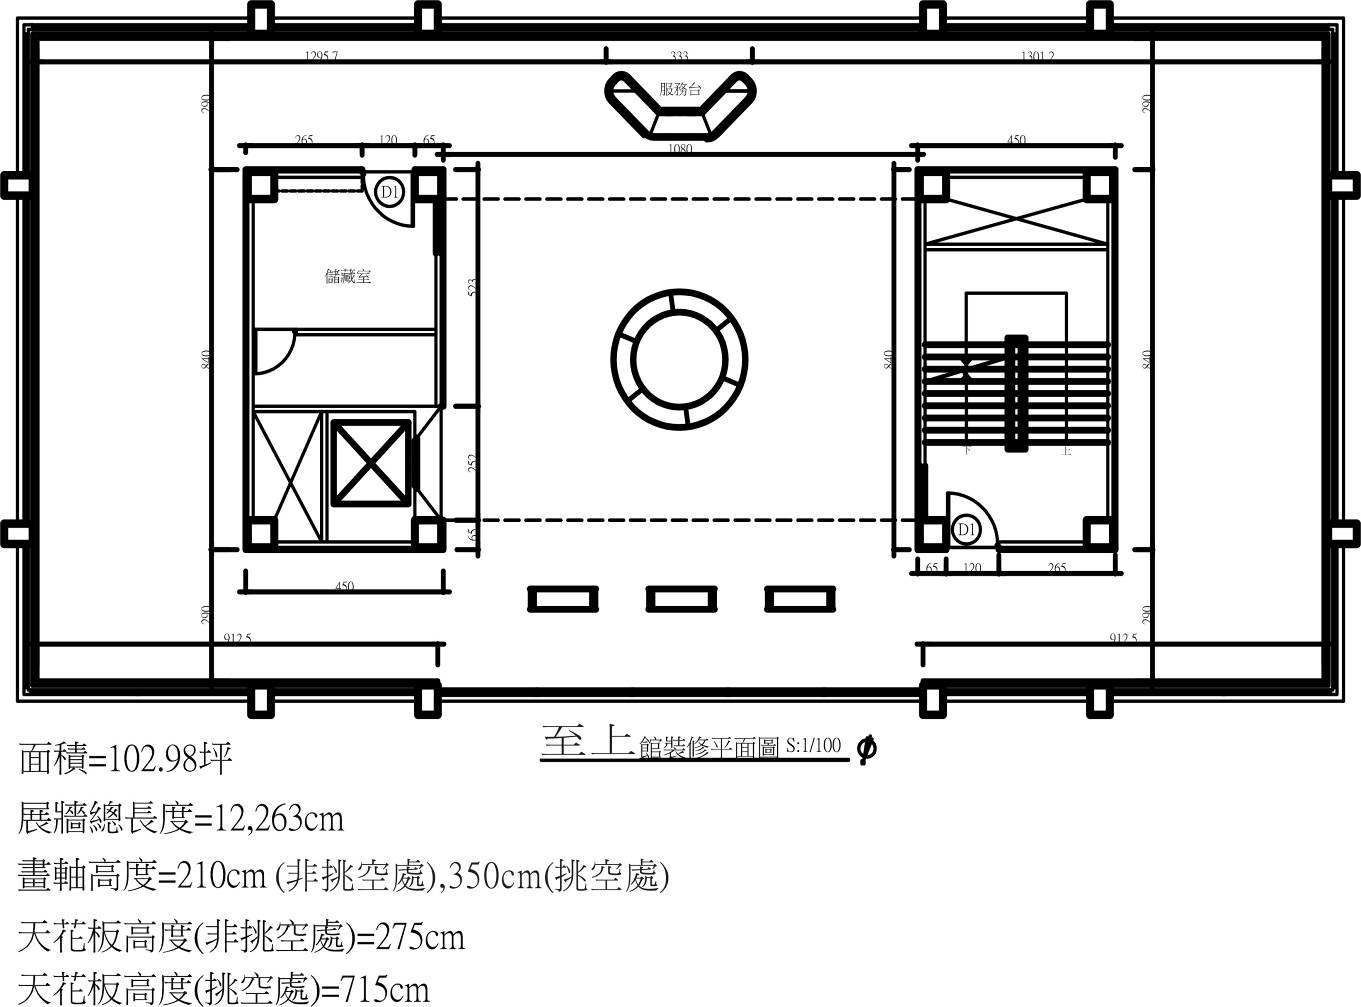 1295.7
333
1301.2
290
服務台
290
265
120
65
1080
450
D1
儲藏室
523
840
840
840
252
下
上
65
D1
65
120
265
450
290
290
912.5
912.5
至上館裝修平面圖 S:1/100
面積=102.98坪
展牆總長度=12,263cm
畫軸高度=210cm (非挑空處),350cm(挑空處)
天花板高度(非挑空處)=275cm
天花板高度(挑空處)=715cm